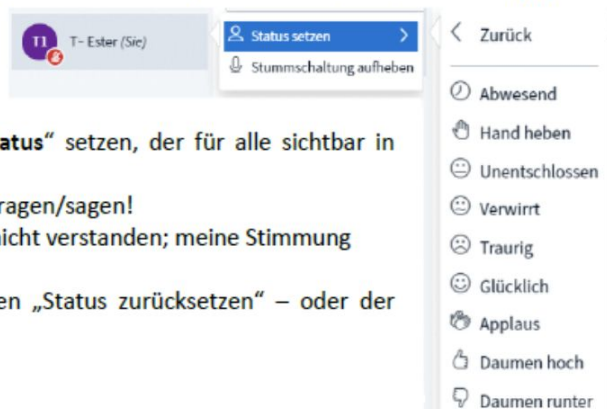 T1 T- Ester (Sie)
Status setzen
Stummschaltung aufheben
Zurück
Abwesend
Hand heben
Unentschlossen
Verwirrt
Traurig
Glücklich
Applaus
Daumen hoch
Daumen runter
atus“ setzen, der für alle sichtbar in
ragen/sagen!
nicht verstanden; meine Stimmung
en „Status zurücksetzen“ – oder der